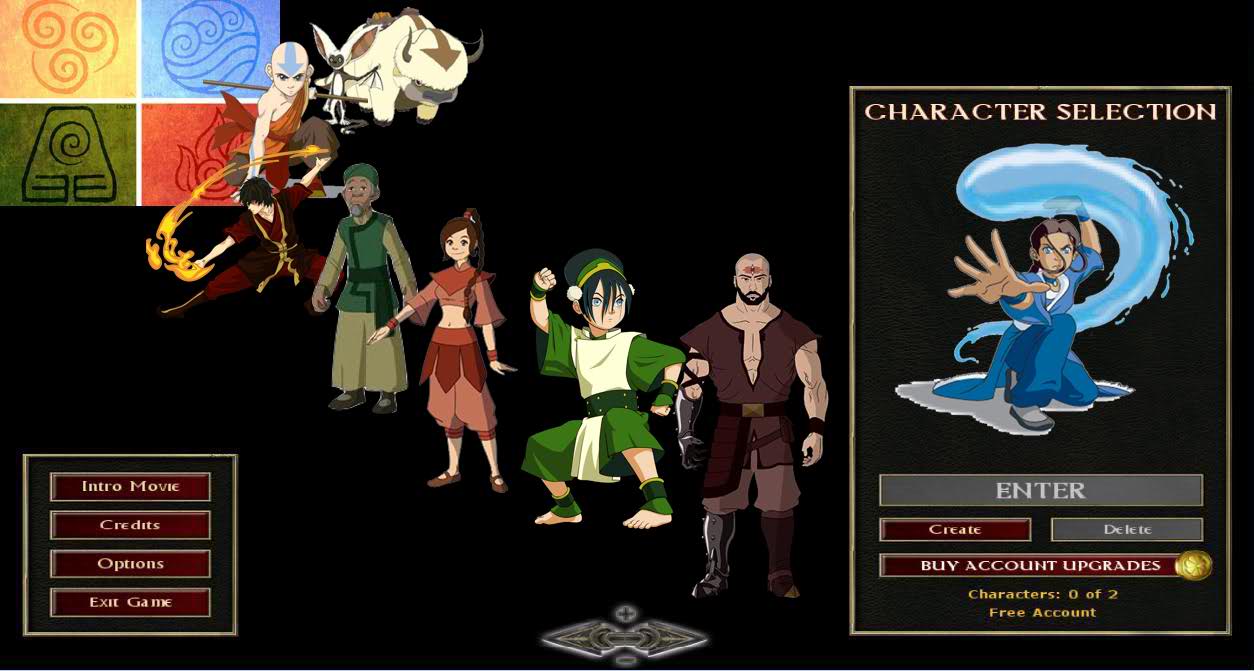 CHARACTER SELECTION
Intro Movie
Credits
Options
Exit Game
ENTER
Create
Delete
BUY ACCOUNT UPGRADES
Characters: 0 of 2
Free Account